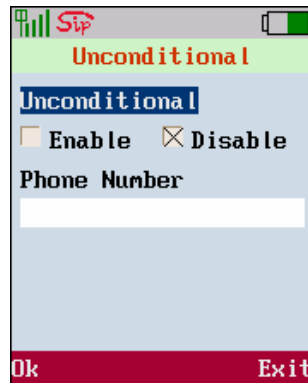 Sip
Unconditional
Unconditional
Enable Disable
Phone Number
Ok Exit